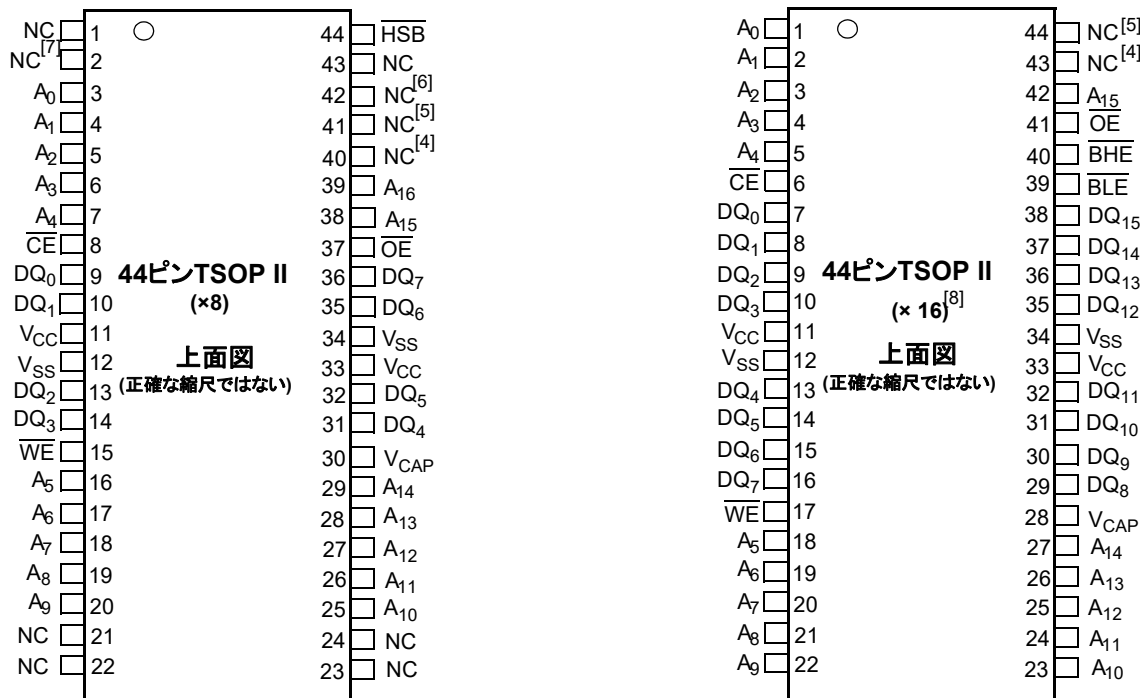 NC 1 44 HSB
NC[7] 2 43 NC
A0 3 42 NC[6]
A1 4 41 NC[5]
A2 5 40 NC[4]
A3 6 39 A16
A4 7 38 A15
CE 8 37 OE
DQ0 9 44ピンTSOP II 36 DQ7
DQ1 10 (×8) 35 DQ6
VCC 11 34 VSS
VSS 12 上面図 33 VCC
DQ2 13 (正確な縮尺ではない) 32 DQ5
DQ3 14 31 DQ4
WE 15 30 VCAP
A5 16 29 A14
A6 17 28 A13
A7 18 27 A12
A8 19 26 A11
A9 20 25 A10
NC 21 24 NC
NC 22 23 NC
A0 1 44 NC[5]
A1 2 43 NC[4]
A2 3 42 A15
A3 4 41 OE
A4 5 40 BHE
CE 6 39 BLE
DQ0 7 38 DQ15
DQ1 8 37 DQ14
DQ2 9 44ピンTSOP II 36 DQ13
DQ3 10 (× 16)[8] 35 DQ12
VCC 11 34 VSS
VSS 12 上面図 33 VCC
DQ4 13 (正確な縮尺ではない) 32 DQ11
DQ5 14 31 DQ10
DQ6 15 30 DQ9
DQ7 16 29 DQ8
WE 17 28 VCAP
A5 18 27 A14
A6 19 26 A13
A7 20 25 A12
A8 21 24 A11
A9 22 23 A10